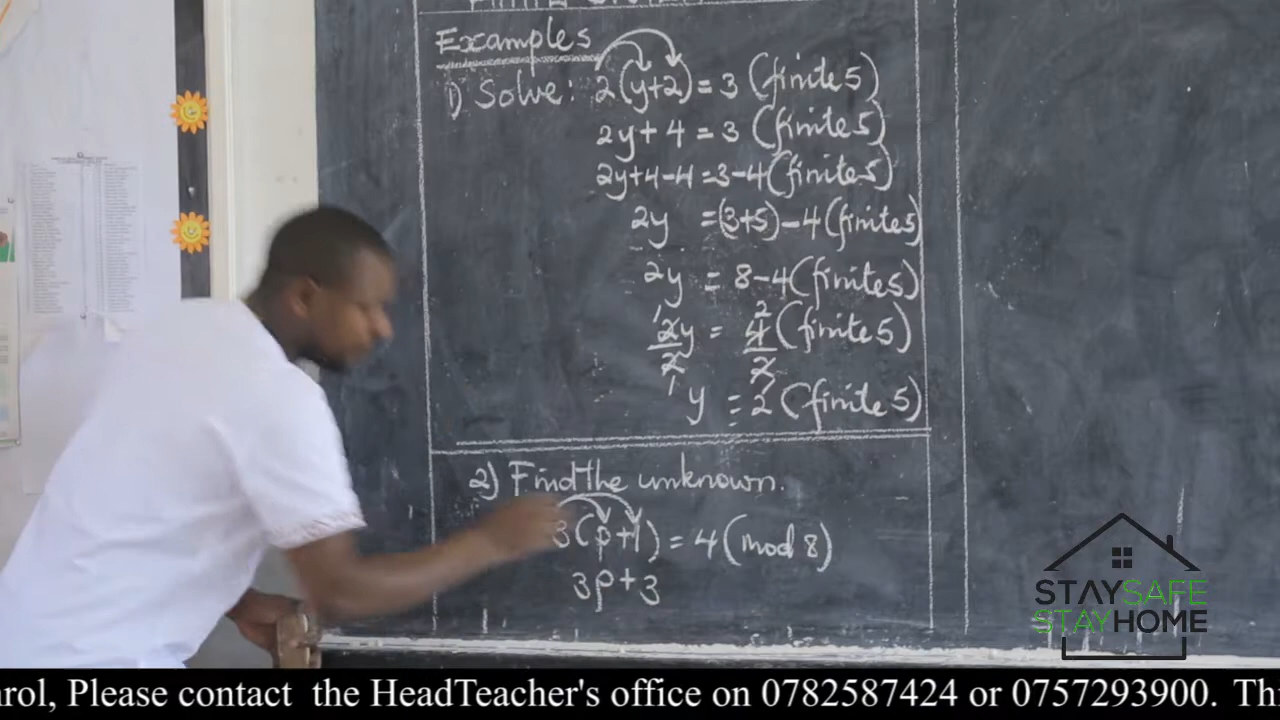 Examples
1) Solve: 2(y+2) = 3 (finite 5)
2y + 4 = 3 (finite 5)
2y+4-4 = 3-4 (finite 5)
2y = (3+5) - 4 (finite 5)
2y = 8-4 (finite 5)
1 2
2y = 4 (finite 5)
2 2
1
y = 2 (finite 5)
2) Find the unknown.
3(p+1) = 4 (mod 8)
3p+3
STAYSAFE
STAYHOME
Please contact the HeadTeacher's office on 0782587424 or 0757293900.